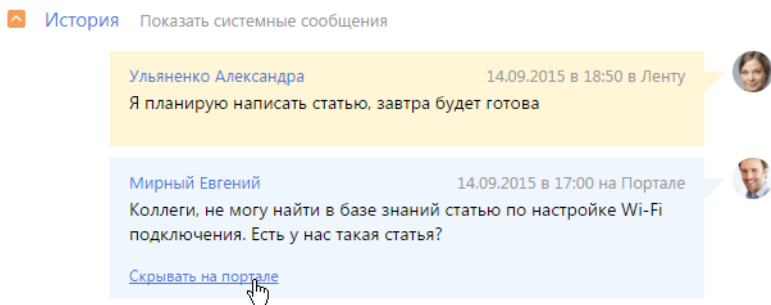 История Показать системные сообщения
Ульяненко Александра 14.09.2015 в 18:50 в Ленту
Я планирую написать статью, завтра будет готова
Мирный Евгений 14.09.2015 в 17:00 на Портале
Коллеги, не могу найти в базе знаний статью по настройке Wi-Fi
подключения. Есть у нас такая статья?
Скрывать на портале